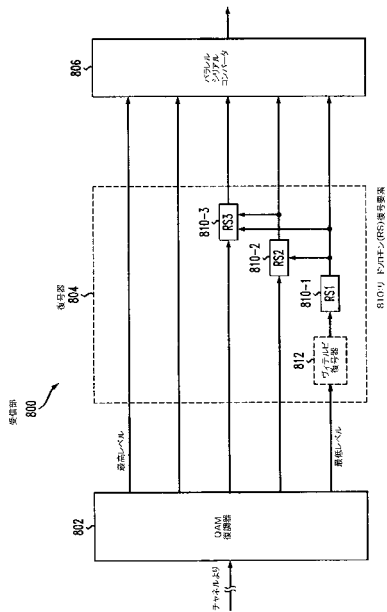 受信部
800
復号器
804
806
パラレル
シリアル
コンバータ
810-3
RS3
810-2
RS2
810-1
RS1
812
ヴィテルビ
復号器
最高レベル
最低レベル
802
QAM
復調器
チャネルより
810:リードソロモン(RS)復号要素